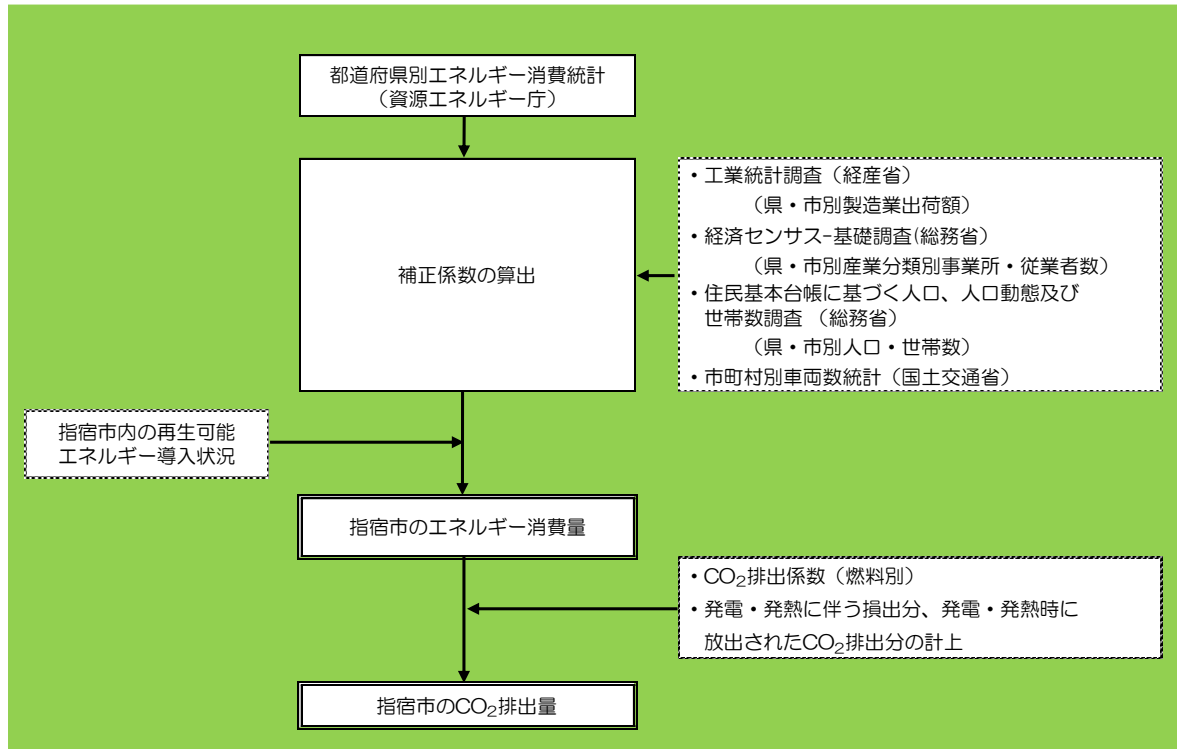 都道府県別エネルギー消費統計
（資源エネルギー庁）
補正係数の算出
・工業統計調査（経産省）
（県・市別製造業出荷額）
・経済センサス-基礎調査(総務省）
（県・市別産業分類別事業所・従業者数）
・住民基本台帳に基づく人口、人口動態及び
世帯数調査 （総務省）
（県・市別人口・世帯数）
・市町村別車両数統計（国土交通省）
指宿市内の再生可能
エネルギー導入状況
指宿市のエネルギー消費量
・CO₂排出係数（燃料別）
・発電・発熱に伴う損出分、発電・発熱時に
放出されたCO₂排出分の計上
指宿市のCO₂排出量